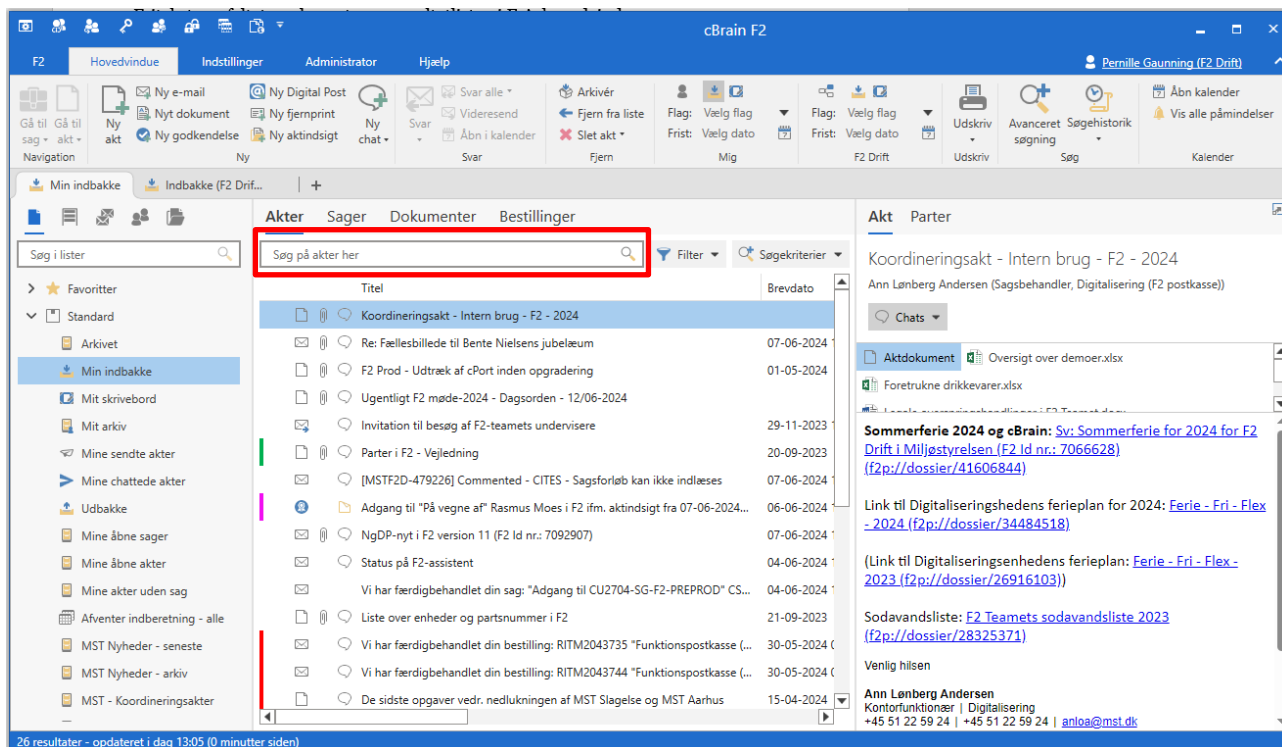 cBrain F2
F2 Hovedvindue Indstillinger Administrator Hjælp Pernille Gaunning (F2 Drift)
Gå til sag
Gå til akt
Navigation
Ny akt
Ny e-mail
Nyt dokument
Ny godkendelse
Ny Digital Post
Ny fjernprint
Ny aktindsigt
Ny chat
Ny
Svar
Svar alle
Videresend
Åbn i kalender
Svar
Arkivér
Fjern fra liste
Slet akt
Fjern
Flag: Vælg flag
Frist: Vælg dato
Mig
Flag: Vælg flag
Frist: Vælg dato
F2 Drift
Udskriv
Udskriv
Avanceret søgning
Søgehistorik
Søg
Åbn kalender
Vis alle påmindelser
Kalender
Min indbakke Indbakke (F2 Drif... +
Søg i lister
Favoritter
Standard
Arkivet
Min indbakke
Mit skrivebord
Mit arkiv
Mine sendte akter
Mine chattede akter
Udbakke
Mine åbne sager
Mine åbne akter
Mine akter uden sag
Afventer indberetning - alle
MST Nyheder - seneste
MST Nyheder - arkiv
MST - Koordineringsakter
Akter Sager Dokumenter Bestillinger
Søg på akter her Filter Søgekriterier
Titel Brevdato
Koordineringsakt - Intern brug - F2 - 2024
Re: Fællesbillede til Bente Nielsens jubelæum 07-06-2024 1
F2 Prod - Udtræk af cPort inden opgradering 01-05-2024
Ugentligt F2 møde-2024 - Dagsorden - 12/06-2024
Invitation til besøg af F2-teamets undervisere 29-11-2023 1
Parter i F2 - Vejledning 20-09-2023
[MSTF2D-479226] Commented - CITES - Sagsforløb kan ikke indlæses 07-06-2024 1
Adgang til "På vegne af" Rasmus Moes i F2 ifm. aktindsigt fra 07-06-2024... 06-06-2024 1
NgDP-nyt i F2 version 11 (F2 Id nr.: 7092907) 07-06-2024 1
Status på F2-assistent 04-06-2024 1
Vi har færdigbehandlet din sag: "Adgang til CU2704-SG-F2-PREPROD" CS... 04-06-2024 1
Liste over enheder og partsnummer i F2 21-09-2023
Vi har færdigbehandlet din bestilling: RITM2043735 "Funktionspostkasse (... 30-05-2024 0
Vi har færdigbehandlet din bestilling: RITM2043744 "Funktionspostkasse (... 30-05-2024 0
De sidste opgaver vedr. nedlukningen af MST Slagelse og MST Aarhus 15-04-2024
Akt Parter
Koordineringsakt - Intern brug - F2 - 2024
Ann Lønberg Andersen (Sagsbehandler, Digitalisering (F2 postkasse))
Chats
Aktdokument Oversigt over demoer.xlsx
Foretrukne drikkevarer.xlsx
Sommerferie 2024 og cBrain: Sv: Sommerferie for 2024 for F2
Drift i Miljøstyrelsen (F2 Id nr.: 7066628)
(f2p://dossier/41606844)
Link til Digitaliseringshedens ferieplan for 2024: Ferie - Fri - Flex
- 2024 (f2p://dossier/34484518)
(Link til Digitaliseringsenhedens ferieplan: Ferie - Fri - Flex -
2023 (f2p://dossier/26916103))
Sodavandsliste: F2 Teamets sodavandsliste 2023
(f2p://dossier/28325371)
Venlig hilsen
Ann Lønberg Andersen
Kontorfunktionær | Digitalisering
+45 51 22 59 24 | +45 51 22 59 24 | anloa@mst.dk
26 resultater - opdateret i dag 13:05 (0 minutter siden)